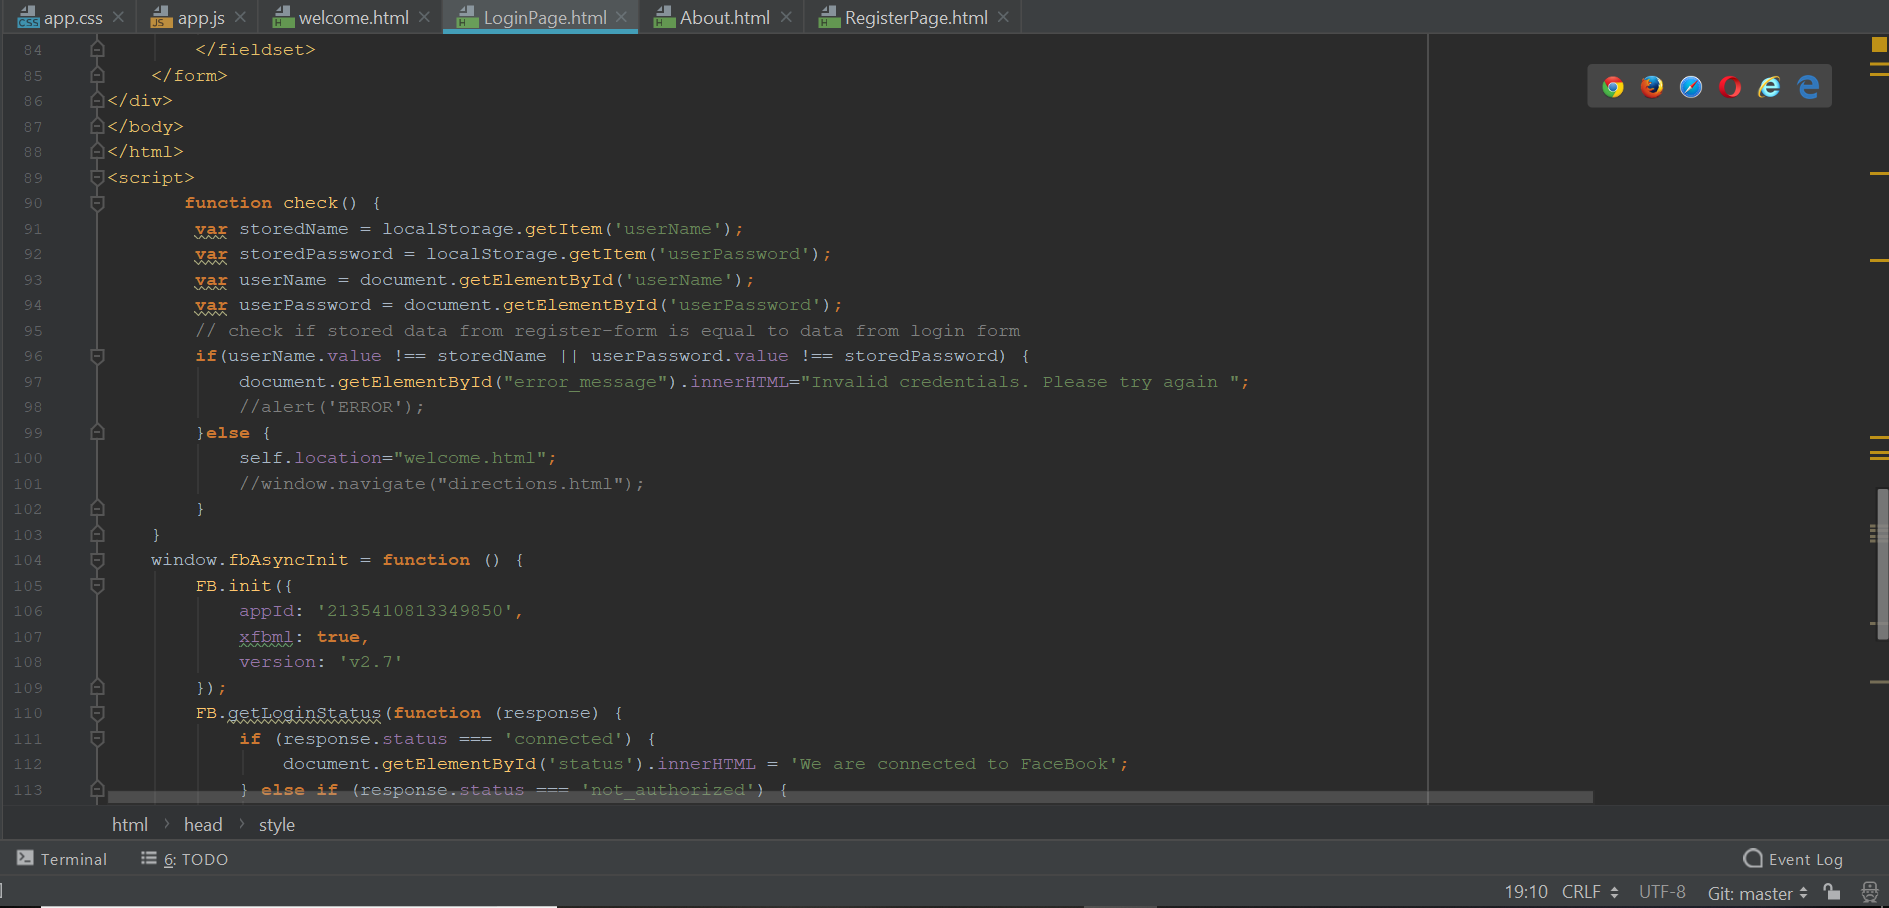 app.css
app.js
welcome.html
LoginPage.html
About.html
RegisterPage.html
84 </fieldset>
85 </form>
86 </div>
87 </body>
88 </html>
89 <script>
90 function check() {
91 var storedName = localStorage.getItem('userName');
92 var storedPassword = localStorage.getItem('userPassword');
93 var userName = document.getElementById('userName');
94 var userPassword = document.getElementById('userPassword');
95 // check if stored data from register-form is equal to data from login form
96 if(userName.value !== storedName || userPassword.value !== storedPassword) {
97 document.getElementById("error_message").innerHTML="Invalid credentials. Please try again ";
98 //alert('ERROR');
99 }else {
100 self.location="welcome.html";
101 //window.navigate("directions.html");
102 }
103 }
104 window.fbAsyncInit = function () {
105 FB.init({
106 appId: '2135410813349850',
107 xfbml: true,
108 version: 'v2.7'
109 });
110 FB.getLoginStatus(function (response) {
111 if (response.status === 'connected') {
112 document.getElementById('status').innerHTML = 'We are connected to FaceBook';
113 } else if (response.status === 'not_authorized') {
html > head > style
Terminal
6: TODO
Event Log
19:10 CRLF UTF-8 Git: master